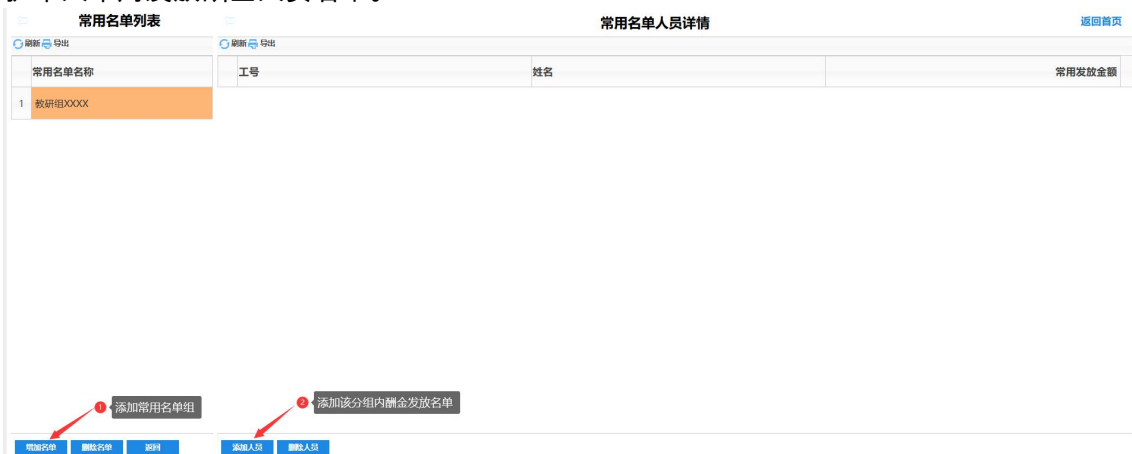 常用名单列表
常用名单人员详情
返回首页
刷新 导出
刷新 导出
常用名单名称
工号
姓名
常用发放金额
1 教研组XXXX
1 添加常用名单组
2 添加该分组内酬金发放名单
增加名单 删除名单 返回
添加人员 删除人员